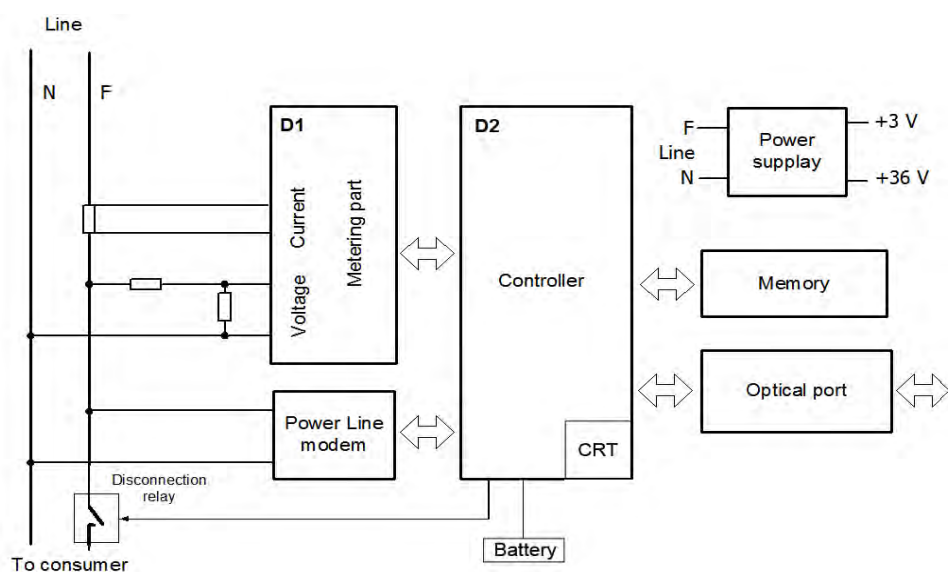 Line
N
F
D1
Current
Voltage
Metering part
D2
Controller
CRT
F
Line
N
Power
supplay
+3 V
+36 V
Memory
Optical port
Power Line
modem
Disconnection
relay
Battery
To consumer